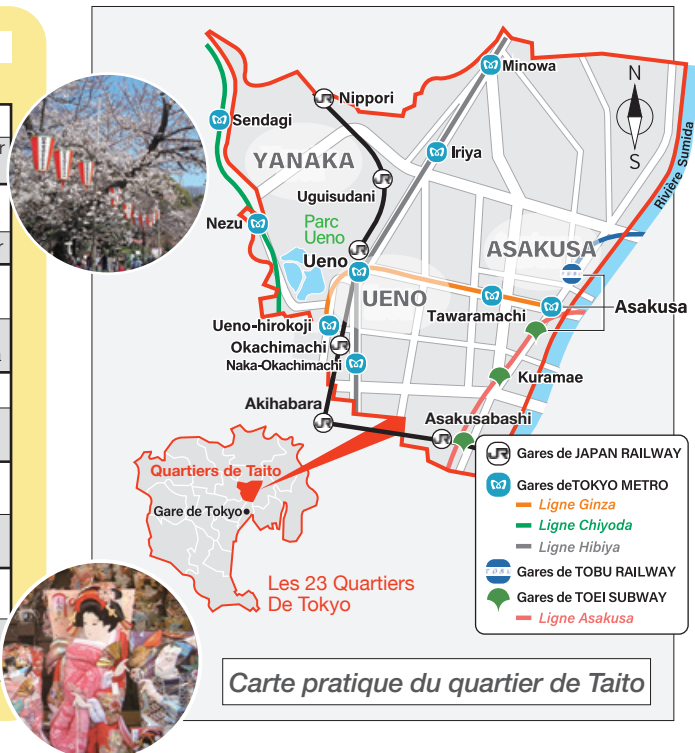 Minowa
N
Nippori
Sendagi
Iriya
S
YANAKA
Rivière Sumida
Uguisudani
Nezu
Parc
Ueno
ASAKUSA
Ueno
UENO
Tawaramachi
Asakusa
Ueno-hirokoji
Okachimachi
Naka-Okachimachi
Kuramae
Akihabara
Asakusabashi
JR Gares de JAPAN RAILWAY
Gares deTOKYO METRO
Ligne Ginza
Ligne Chiyoda
Ligne Hibiya
TOBU Gares de TOBU RAILWAY
Gares de TOEI SUBWAY
Ligne Asakusa
Quartiers de Taito
Gare de Tokyo
Les 23 Quartiers
De Tokyo
Carte pratique du quartier de Taito